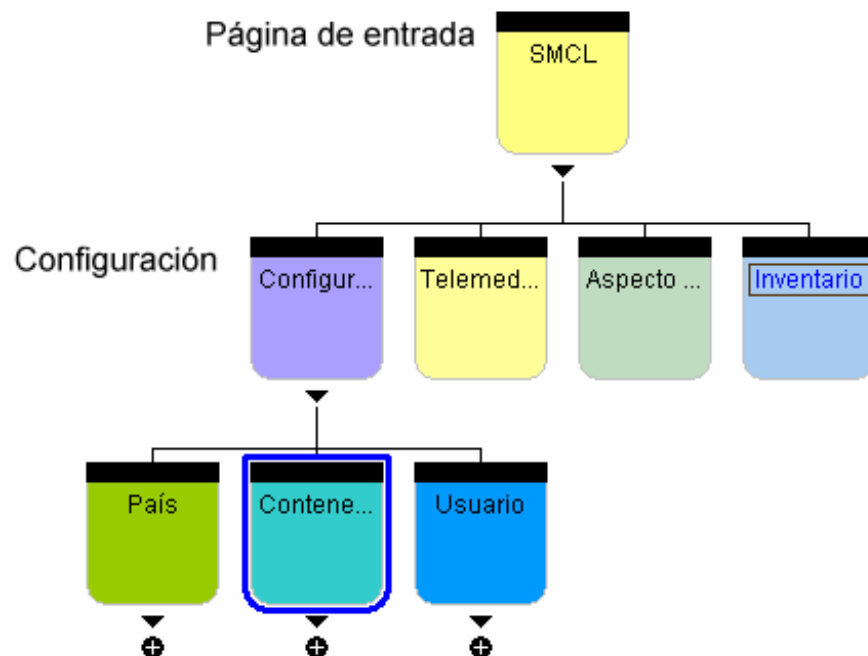 Página de entrada
SMCL
Configuración
Configur...
Telemed...
Aspecto ...
Inventario
País
Contene...
Usuario